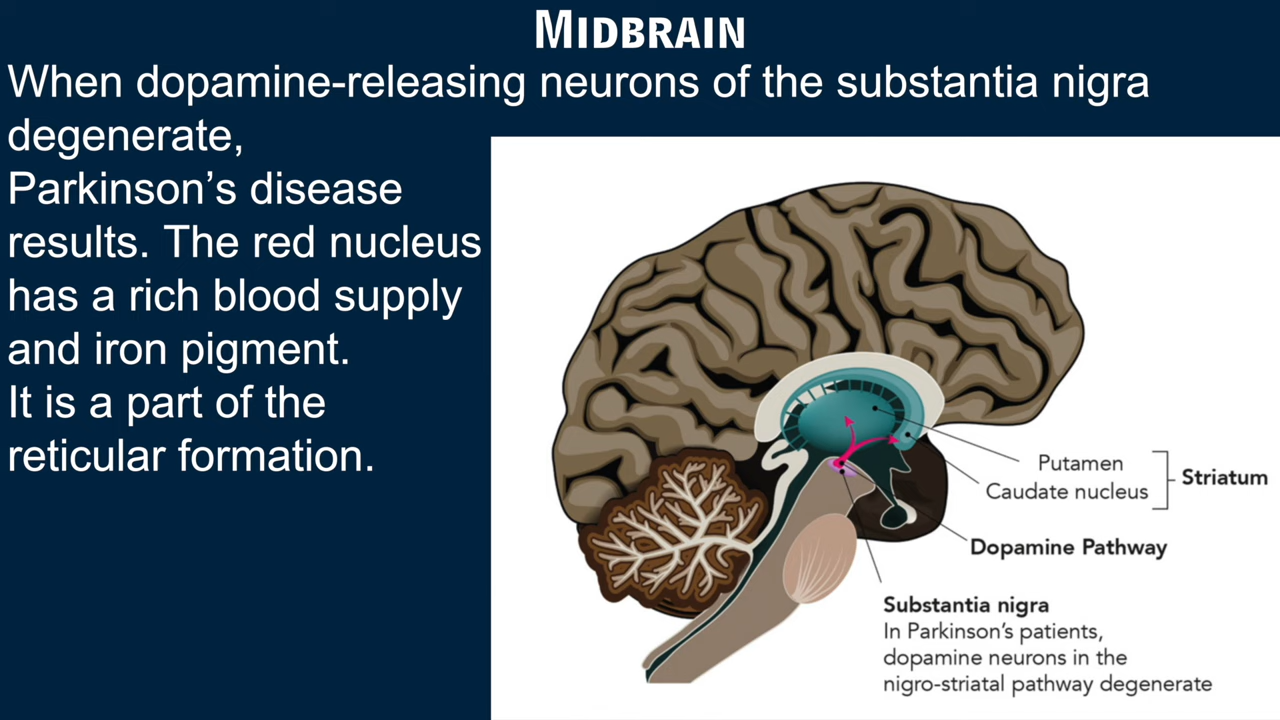 MIDBRAIN
When dopamine-releasing neurons of the substantia nigra
degenerate,
Parkinson’s disease
results. The red nucleus
has a rich blood supply
and iron pigment.
It is a part of the
reticular formation.
Putamen
Caudate nucleus
Striatum
Dopamine Pathway
Substantia nigra
In Parkinson’s patients,
dopamine neurons in the
nigro-striatal pathway degenerate